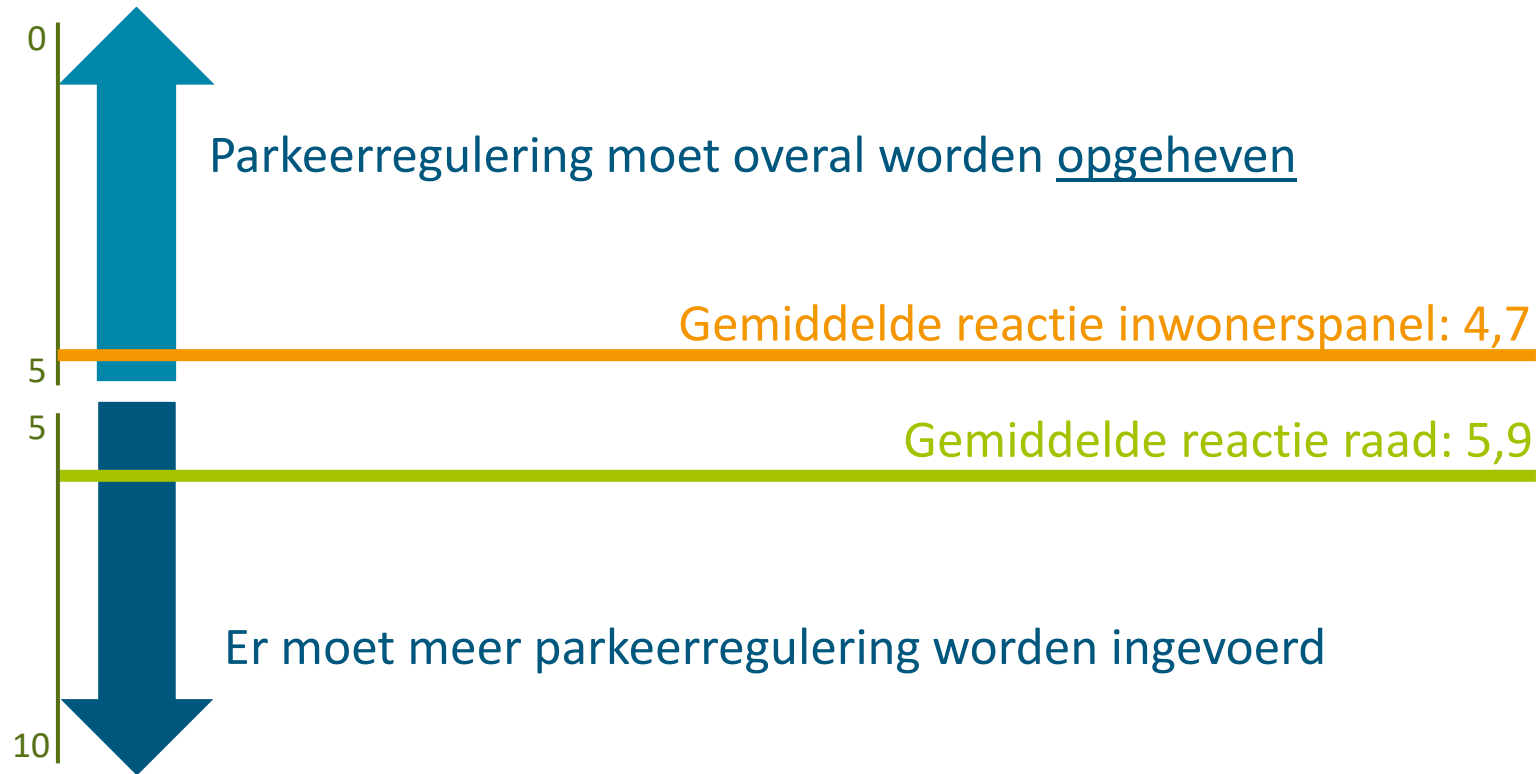 0
Parkeerregulering moet overal worden opgeheven
Gemiddelde reactie inwonerspanel: 4,7
5
5
Gemiddelde reactie raad: 5,9
Er moet meer parkeerregulering worden ingevoerd
10